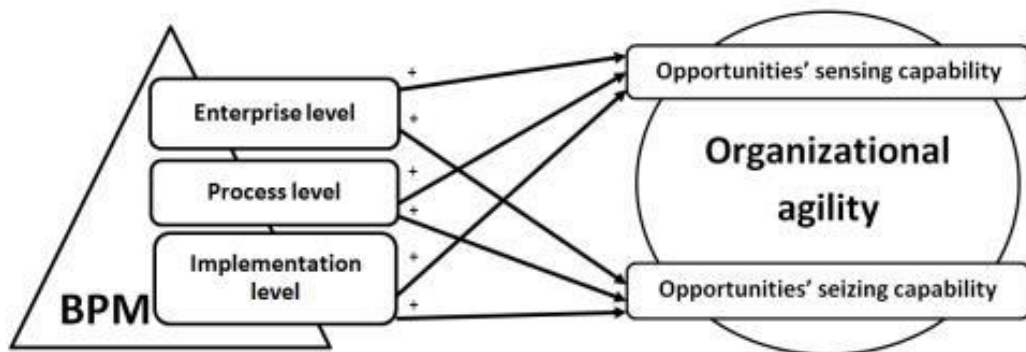 +
Opportunities' sensing capability
Enterprise level
+
Organizational
agility
+
Process level
+
Implementation
level
+
Opportunities' seizing capability
BPM
+